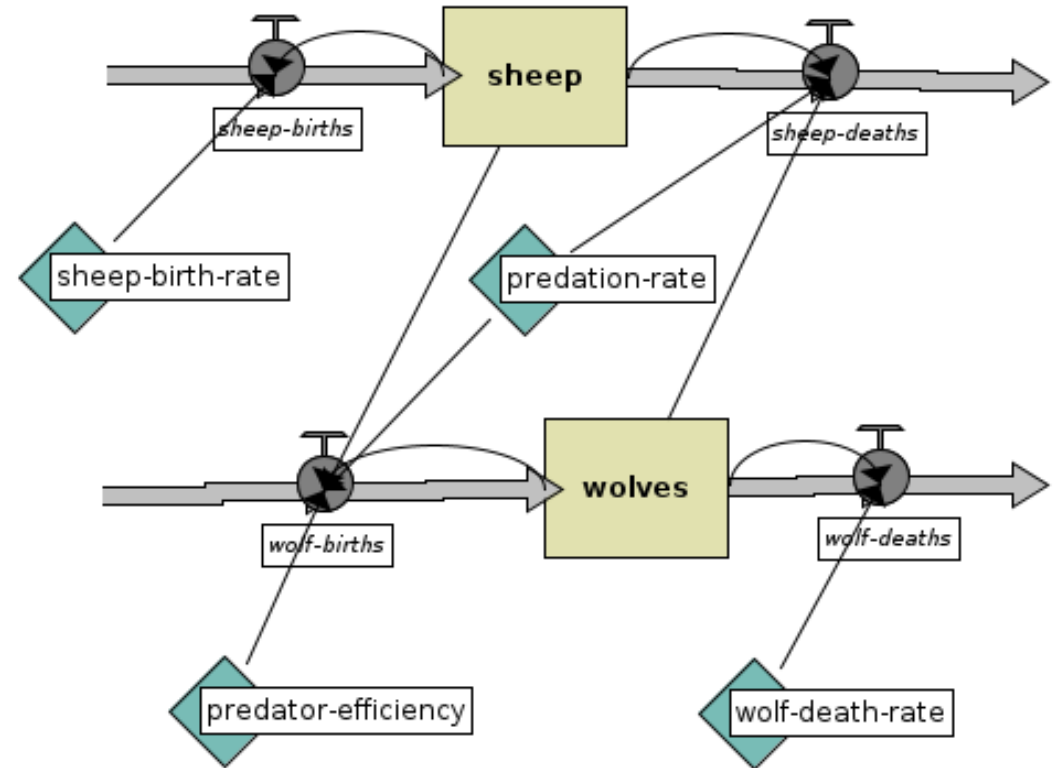 sheep
sheep-births
sheep-deaths
sheep-birth-rate
predation-rate
wolves
wolf-births
wolf-deaths
predator-efficiency
wolf-death-rate